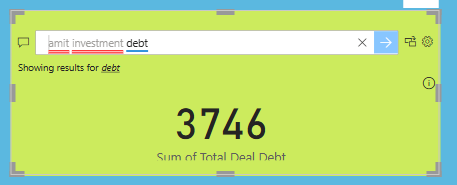 amit investment debt
Showing results for debt
3746
Sum of Total Deal Debt